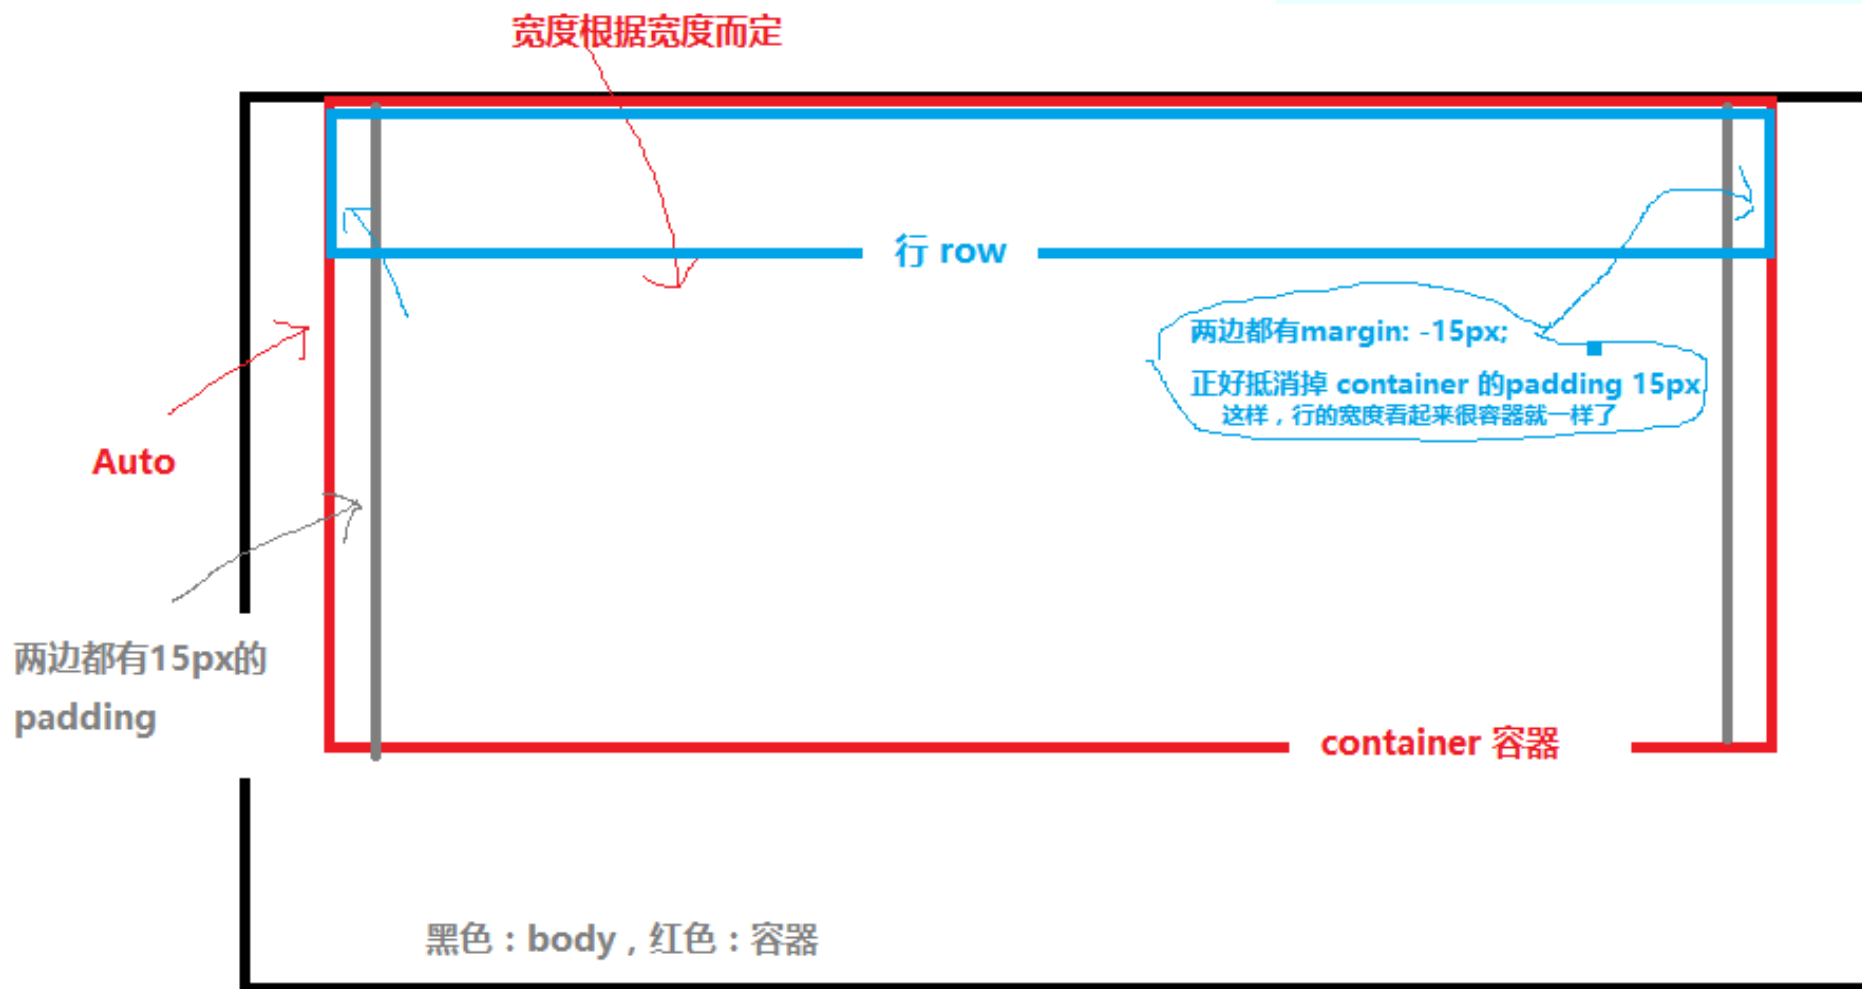 宽度根据宽度而定
行 row
两边都有margin: -15px;
正好抵消掉 container 的padding 15px
这样，行的宽度看起来很容器就一样了
Auto
两边都有15px的
padding
container 容器
黑色：body，红色：容器